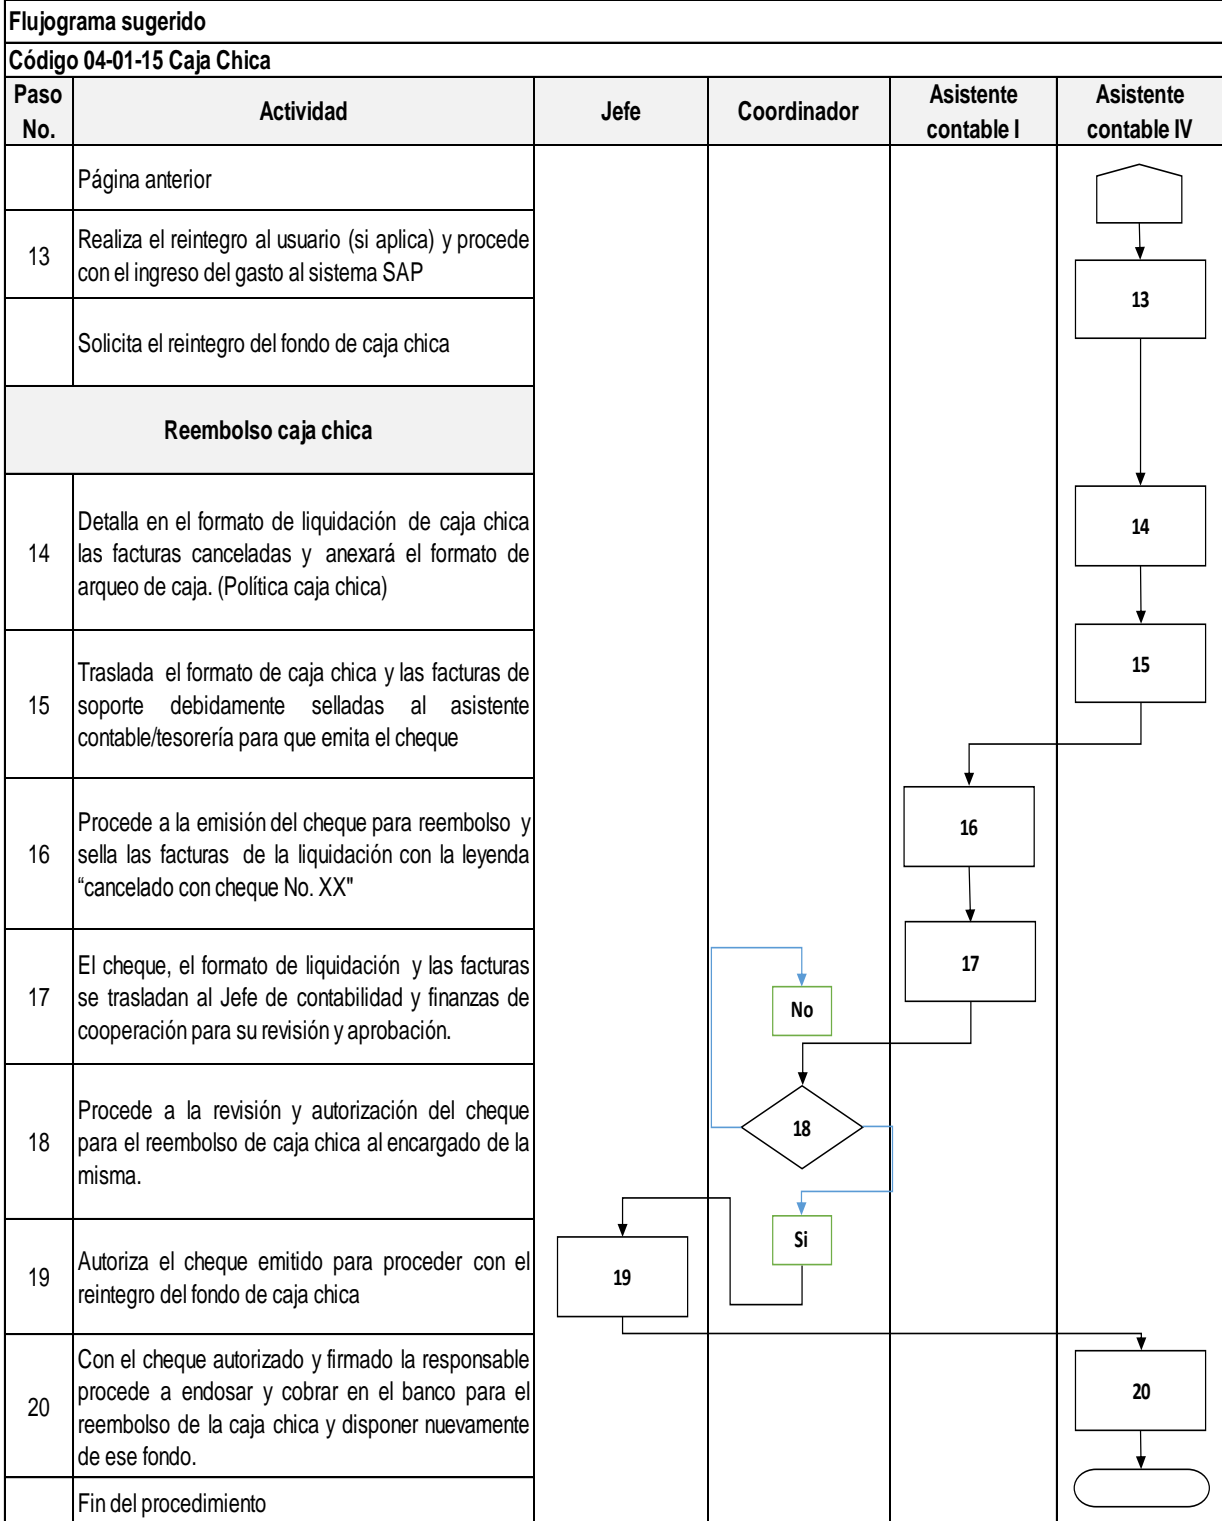 Flujograma sugerido
Código 04-01-15 Caja Chica
Paso No.
Actividad
Jefe
Coordinador
Asistente contable I
Asistente contable IV
Página anterior
13
Realiza el reintegro al usuario (si aplica) y procede
con el ingreso del gasto al sistema SAP
13
Solicita el reintegro del fondo de caja chica
Reembolso caja chica
14
Detalla en el formato de liquidación de caja chica
las facturas canceladas y anexará el formato de
arqueo de caja. (Política caja chica)
14
15
Traslada el formato de caja chica y las facturas de
soporte debidamente selladas al asistente
contable/tesorería para que emita el cheque
15
16
Procede a la emisión del cheque para reembolso y
sella las facturas de la liquidación con la leyenda
“cancelado con cheque No. XX"
16
17
El cheque, el formato de liquidación y las facturas
se trasladan al Jefe de contabilidad y finanzas de
cooperación para su revisión y aprobación.
17
No
18
Procede a la revisión y autorización del cheque
para el reembolso de caja chica al encargado de la
misma.
18
Si
19
Autoriza el cheque emitido para proceder con el
reintegro del fondo de caja chica
19
20
Con el cheque autorizado y firmado la responsable
procede a endosar y cobrar en el banco para el
reembolso de la caja chica y disponer nuevamente
de ese fondo.
20
Fin del procedimiento